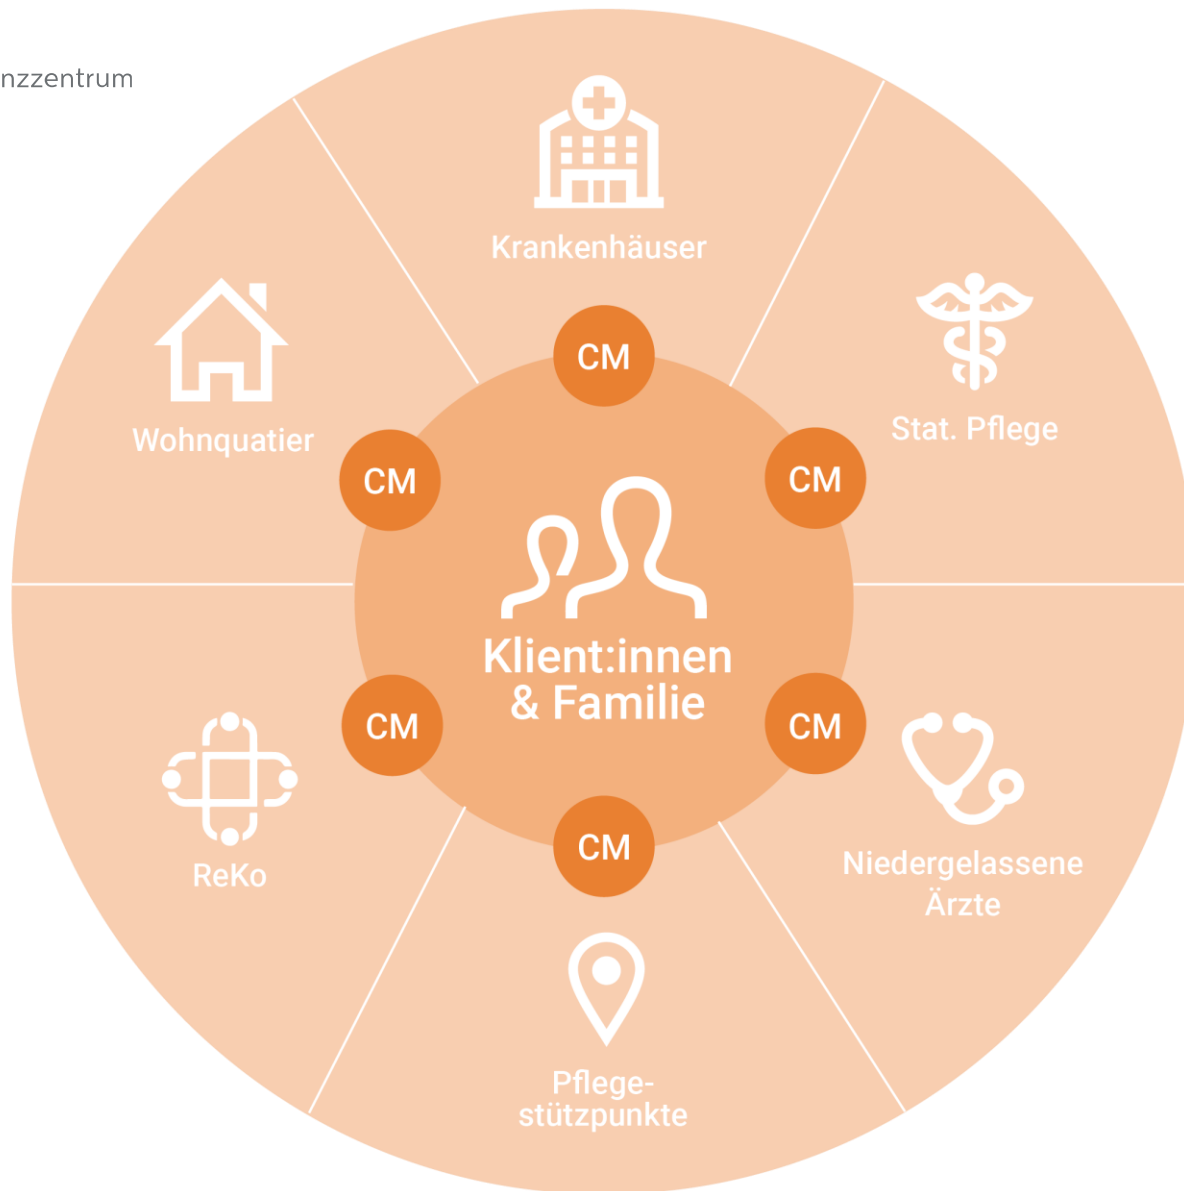 nzzentrum
Krankenhäuser
CM
Stat. Pflege
CM
Wohnquatier
CM
Klient:innen
& Familie
CM
Niedergelassene
Ärzte
CM
ReKo
CM
Pflege-
stützpunkte